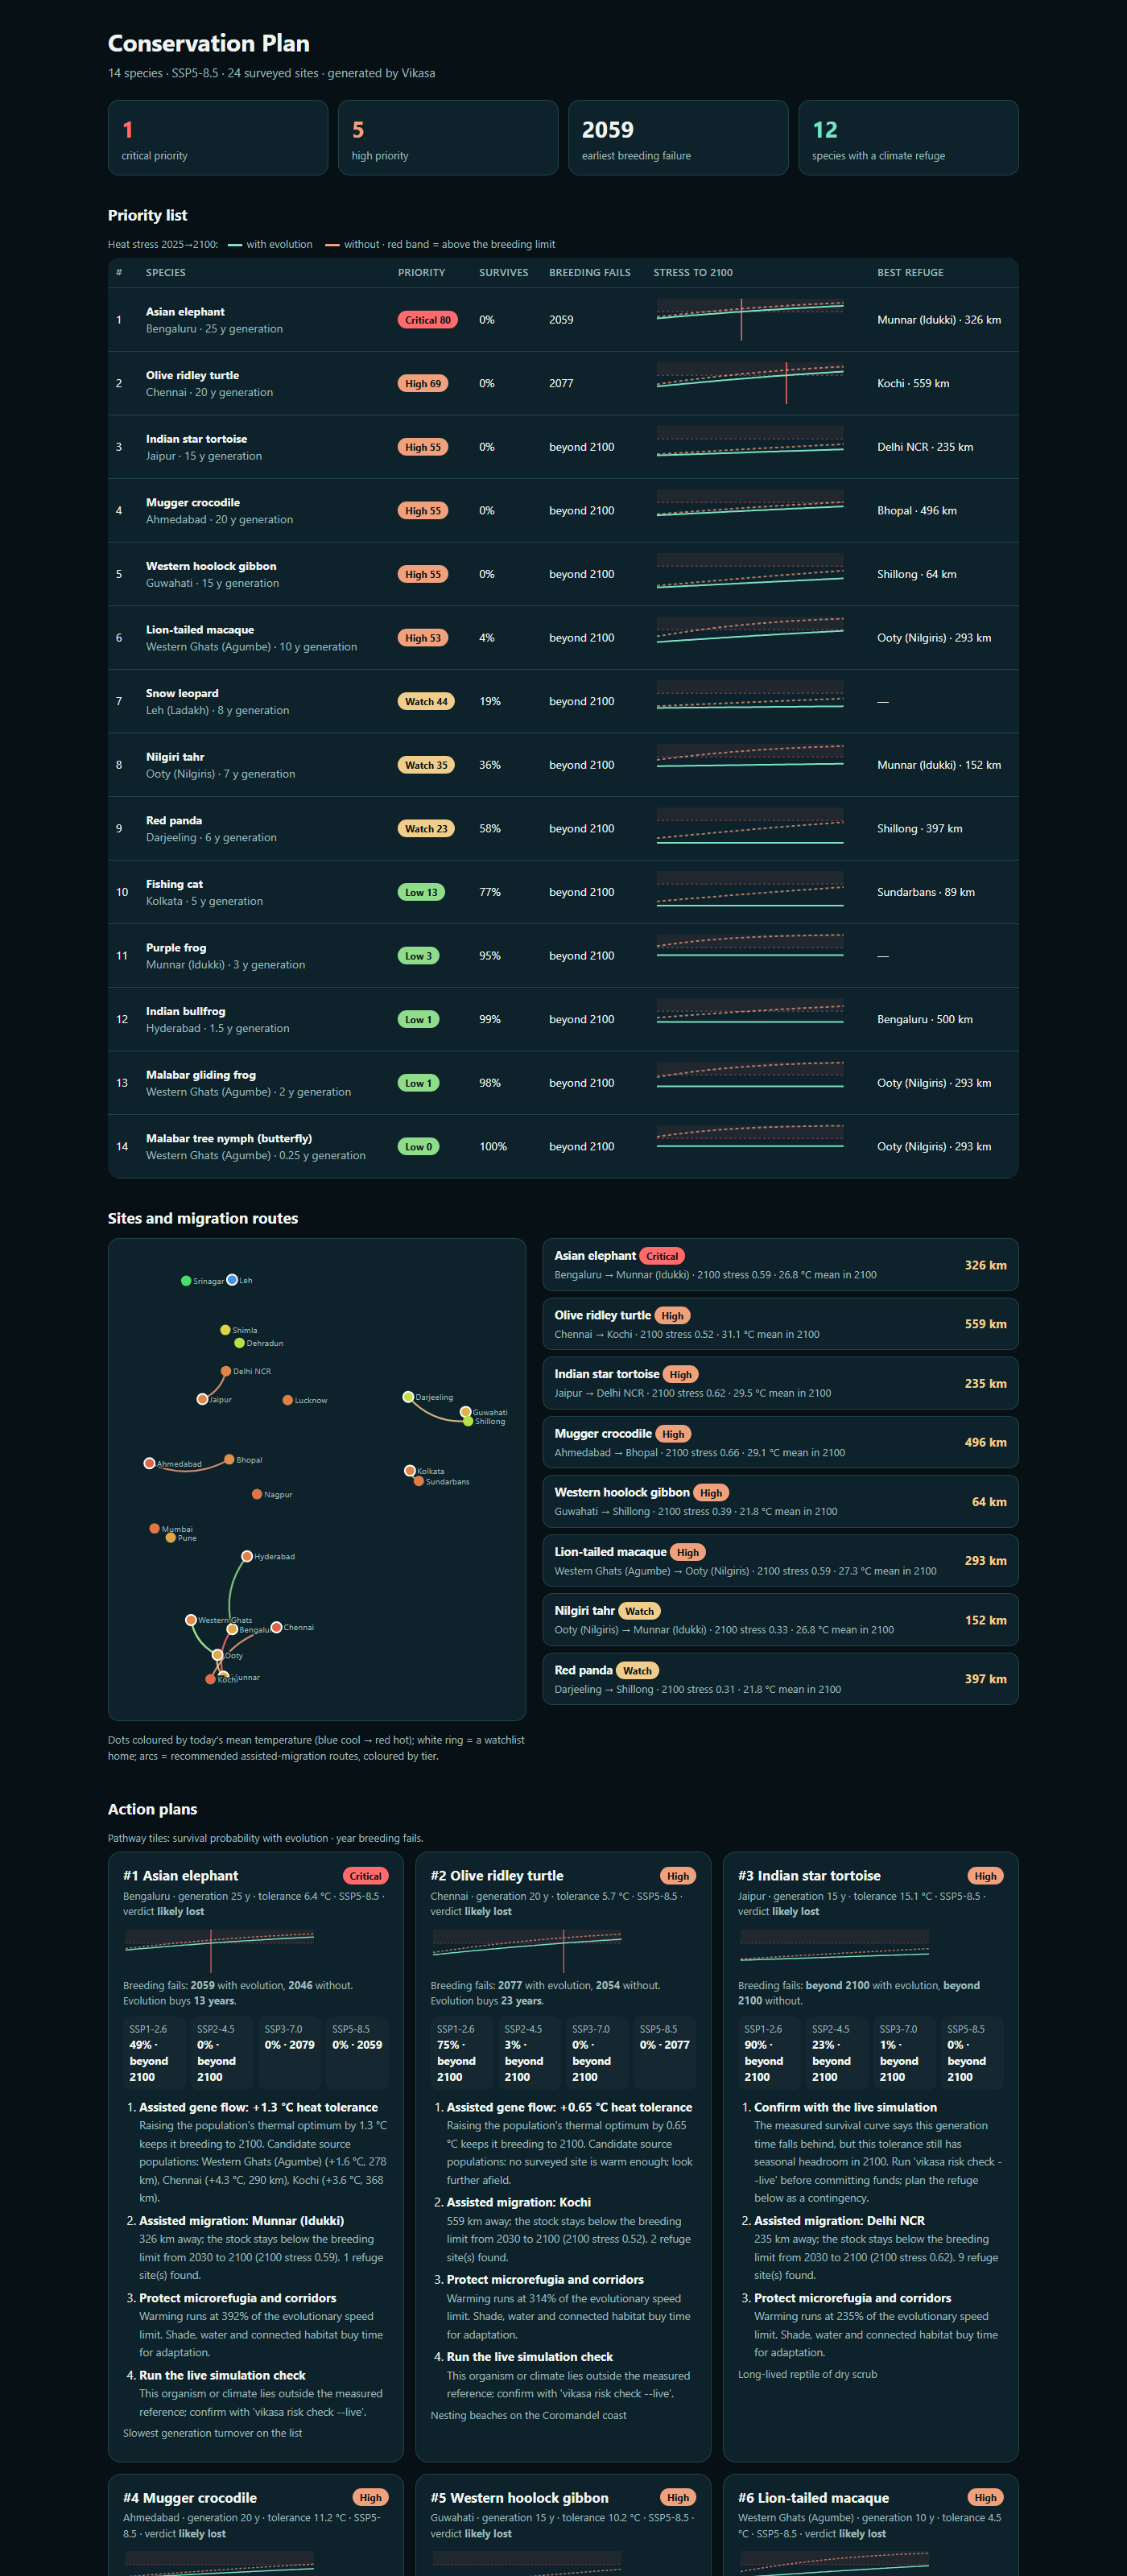 Conservation Plan
14 species · SSP5-8.5 · 24 surveyed sites · generated by Vikasa
1
critical priority
5
high priority
2059
earliest breeding failure
12
species with a climate refuge
Priority list
Heat stress 2025→2100: with evolution without · red band = above the breeding limit
# SPECIES PRIORITY SURVIVES BREEDING FAILS STRESS TO 2100 BEST REFUGE
1 Asian elephant Critical 80 0% 2059 Munnar (Idukki) · 326 km
Bengaluru · 25 y generation
2 Olive ridley turtle High 69 0% 2077 Kochi · 559 km
Chennai · 20 y generation
3 Indian star tortoise High 55 0% beyond 2100 Delhi NCR · 235 km
Jaipur · 15 y generation
4 Mugger crocodile High 55 0% beyond 2100 Bhopal · 496 km
Ahmedabad · 20 y generation
5 Western hoolock gibbon High 55 0% beyond 2100 Shillong · 64 km
Guwahati · 15 y generation
6 Lion-tailed macaque High 53 4% beyond 2100 Ooty (Nilgiris) · 293 km
Western Ghats (Agumbe) · 10 y generation
7 Snow leopard Watch 44 19% beyond 2100 —
Leh (Ladakh) · 8 y generation
8 Nilgiri tahr Watch 35 36% beyond 2100 Munnar (Idukki) · 152 km
Ooty (Nilgiris) · 7 y generation
9 Red panda Watch 23 58% beyond 2100 Shillong · 397 km
Darjeeling · 6 y generation
10 Fishing cat Low 13 77% beyond 2100 Sundarbans · 89 km
Kolkata · 5 y generation
11 Purple frog Low 3 95% beyond 2100 —
Munnar (Idukki) · 3 y generation
12 Indian bullfrog Low 1 99% beyond 2100 Bengaluru · 500 km
Hyderabad · 1.5 y generation
13 Malabar gliding frog Low 1 98% beyond 2100 Ooty (Nilgiris) · 293 km
Western Ghats (Agumbe) · 2 y generation
14 Malabar tree nymph (butterfly) Low 0 100% beyond 2100 Ooty (Nilgiris) · 293 km
Western Ghats (Agumbe) · 0.25 y generation
Sites and migration routes
Srinagar Leh
Shimla
Dehradun
Delhi NCR
Jaipur Lucknow
Darjeeling
Guwahati
Shillong
Ahmedabad Bhopal
Kolkata
Sundarbans
Nagpur
Mumbai
Pune
Hyderabad
Western Ghats
Bengalu Chennai
Ooty
unnar
Kochi
Asian elephant Critical
Bengaluru → Munnar (Idukki) · 2100 stress 0.59 · 26.8 °C mean in 2100
326 km
Olive ridley turtle High
Chennai → Kochi · 2100 stress 0.52 · 31.1 °C mean in 2100
559 km
Indian star tortoise High
Jaipur → Delhi NCR · 2100 stress 0.62 · 29.5 °C mean in 2100
235 km
Mugger crocodile High
Ahmedabad → Bhopal · 2100 stress 0.66 · 29.1 °C mean in 2100
496 km
Western hoolock gibbon High
Guwahati → Shillong · 2100 stress 0.39 · 21.8 °C mean in 2100
64 km
Lion-tailed macaque High
Western Ghats (Agumbe) → Ooty (Nilgiris) · 2100 stress 0.59 · 27.3 °C mean in 2100
293 km
Nilgiri tahr Watch
Ooty (Nilgiris) → Munnar (Idukki) · 2100 stress 0.33 · 26.8 °C mean in 2100
152 km
Red panda Watch
Darjeeling → Shillong · 2100 stress 0.31 · 21.8 °C mean in 2100
397 km
Dots coloured by today's mean temperature (blue cool → red hot); white ring = a watchlist
home; arcs = recommended assisted-migration routes, coloured by tier.
Action plans
Pathway tiles: survival probability with evolution · year breeding fails.
#1 Asian elephant Critical
Bengaluru · generation 25 y · tolerance 6.4 °C · SSP5-8.5 ·
verdict likely lost
Breeding fails: 2059 with evolution, 2046 without.
Evolution buys 13 years.
SSP1-2.6 SSP2-4.5 SSP3-7.0 SSP5-8.5
49% · 0% · 0% · 2079 0% · 2059
beyond beyond
2100 2100
1. Assisted gene flow: +1.3 °C heat tolerance
Raising the population's thermal optimum by 1.3 °C
keeps it breeding to 2100. Candidate source
populations: Western Ghats (Agumbe) (+1.6 °C, 278
km), Chennai (+4.3 °C, 290 km), Kochi (+3.6 °C, 368
km).
2. Assisted migration: Munnar (Idukki)
326 km away; the stock stays below the breeding
limit from 2030 to 2100 (2100 stress 0.59). 1 refuge
site(s) found.
3. Protect microrefugia and corridors
Warming runs at 392% of the evolutionary speed
limit. Shade, water and connected habitat buy time
for adaptation.
4. Run the live simulation check
This organism or climate lies outside the measured
reference; confirm with 'vikasa risk check --live'.
Slowest generation turnover on the list
#2 Olive ridley turtle High
Chennai · generation 20 y · tolerance 5.7 °C · SSP5-8.5 ·
verdict likely lost
Breeding fails: 2077 with evolution, 2054 without.
Evolution buys 23 years.
SSP1-2.6 SSP2-4.5 SSP3-7.0 SSP5-8.5
75% · 3% · 0% · 0% · 2077
beyond beyond beyond
2100 2100 2100
1. Assisted gene flow: +0.65 °C heat tolerance
Raising the population's thermal optimum by 0.65
°C keeps it breeding to 2100. Candidate source
populations: no surveyed site is warm enough; look
further afield.
2. Assisted migration: Kochi
559 km away; the stock stays below the breeding
limit from 2030 to 2100 (2100 stress 0.52). 2 refuge
site(s) found.
3. Protect microrefugia and corridors
Warming runs at 314% of the evolutionary speed
limit. Shade, water and connected habitat buy time
for adaptation.
4. Run the live simulation check
This organism or climate lies outside the measured
reference; confirm with 'vikasa risk check --live'.
Nesting beaches on the Coromandel coast
#3 Indian star tortoise High
Jaipur · generation 15 y · tolerance 15.1 °C · SSP5-8.5 ·
verdict likely lost
Breeding fails: beyond 2100 with evolution, beyond
2100 without.
SSP1-2.6 SSP2-4.5 SSP3-7.0 SSP5-8.5
90% · 23% · 1% · 0% ·
beyond beyond beyond beyond
2100 2100 2100 2100
1. Confirm with the live simulation
The measured survival curve says this generation
time falls behind, but this tolerance still has
seasonal headroom in 2100. Run 'vikasa risk check -
-live' before committing funds; plan the refuge
below as a contingency.
2. Assisted migration: Delhi NCR
235 km away; the stock stays below the breeding
limit from 2030 to 2100 (2100 stress 0.62). 9 refuge
site(s) found.
3. Protect microrefugia and corridors
Warming runs at 235% of the evolutionary speed
limit. Shade, water and connected habitat buy time
for adaptation.
Long-lived reptile of dry scrub
#4 Mugger crocodile High
Ahmedabad · generation 20 y · tolerance 11.2 °C · SSP5-
8.5 · verdict likely lost
#5 Western hoolock gibbon High
Guwahati · generation 15 y · tolerance 10.2 °C · SSP5-8.5 ·
verdict likely lost
#6 Lion-tailed macaque High
Western Ghats (Agumbe) · generation 10 y · tolerance 4.5
°C · SSP5-8.5 · verdict likely lost